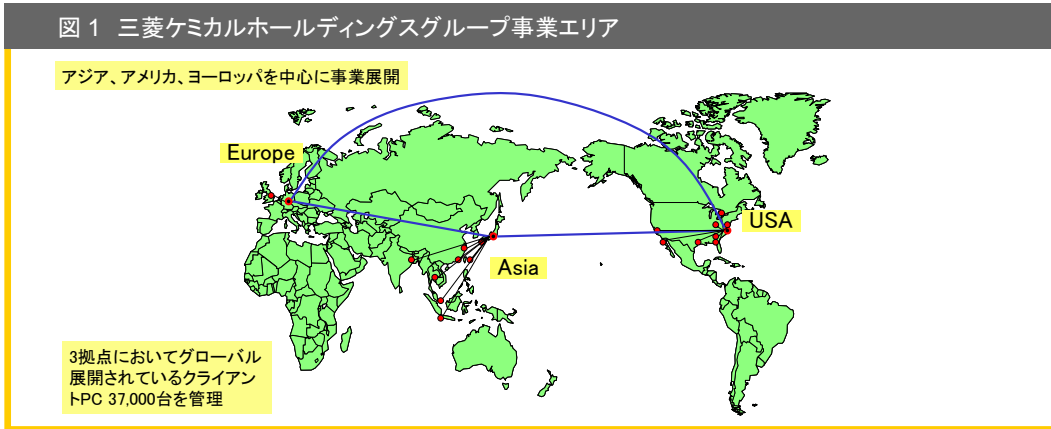 図 1 三菱ケミカルホールディングスグループ事業エリア
アジア、アメリカ、ヨーロッパを中心に事業展開
Europe
USA
Asia
3拠点においてグローバル
展開されているクライアン
トPC 37,000台を管理